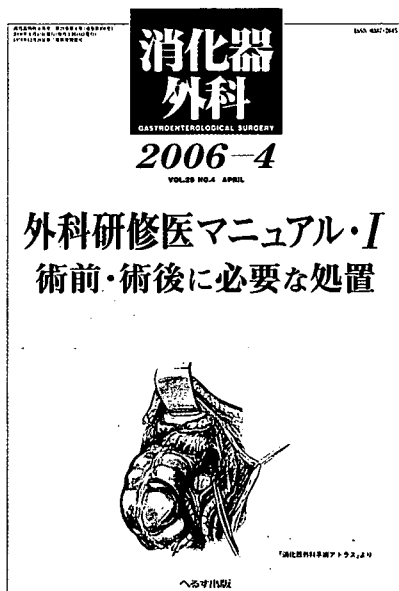 消化器
外科
GASTROENTEROLOGICAL SURGERY
2006—4
VOL.29 NO.4 APRIL
外科研修医マニュアル・I
術前・術後に必要な処置
『消化器外科手術アトラス』より
へるす出版